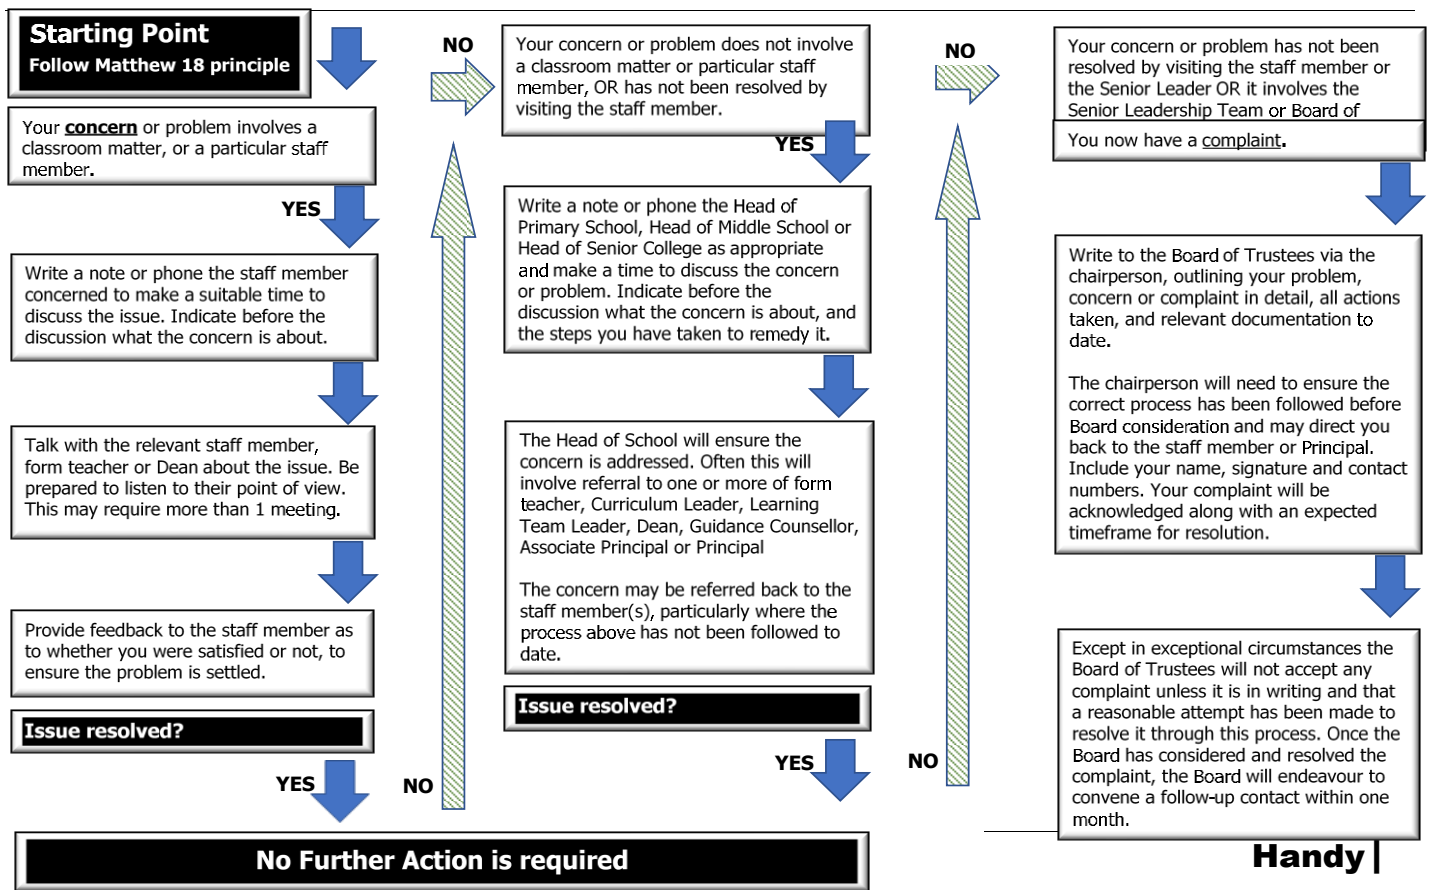 Starting Point
Follow Matthew 18 principle
Your concern or problem involves a
classroom matter, or a particular staff
member.
YES
Write a note or phone the staff member
concerned to make a suitable time to
discuss the issue. Indicate before the
discussion what the concern is about.
Talk with the relevant staff member,
form teacher or Dean about the issue. Be
prepared to listen to their point of view.
This may require more than 1 meeting.
Provide feedback to the staff member as
to whether you were satisfied or not, to
ensure the problem is settled.
Issue resolved?
YES
NO
NO
Your concern or problem does not involve
a classroom matter or particular staff
member, OR has not been resolved by
visiting the staff member.
YES
Write a note or phone the Head of
Primary School, Head of Middle School or
Head of Senior College as appropriate
and make a time to discuss the concern
or problem. Indicate before the
discussion what the concern is about, and
the steps you have taken to remedy it.
The Head of School will ensure the
concern is addressed. Often this will
involve referral to one or more of form
teacher, Curriculum Leader, Learning
Team Leader, Dean, Guidance Counsellor,
Associate Principal or Principal
The concern may be referred back to the
staff member(s), particularly where the
process above has not been followed to
date.
Issue resolved?
YES
NO
No Further Action is required
NO
Your concern or problem has not been
resolved by visiting the staff member or
the Senior Leader OR it involves the
Senior Leadership Team or Board of
You now have a complaint.
Write to the Board of Trustees via the
chairperson, outlining your problem,
concern or complaint in detail, all actions
taken, and relevant documentation to
date.
The chairperson will need to ensure the
correct process has been followed before
Board consideration and may direct you
back to the staff member or Principal.
Include your name, signature and contact
numbers. Your complaint will be
acknowledged along with an expected
timeframe for resolution.
Except in exceptional circumstances the
Board of Trustees will not accept any
complaint unless it is in writing and that
a reasonable attempt has been made to
resolve it through this process. Once the
Board has considered and resolved the
complaint, the Board will endeavour to
convene a follow-up contact within one
month.
Handy